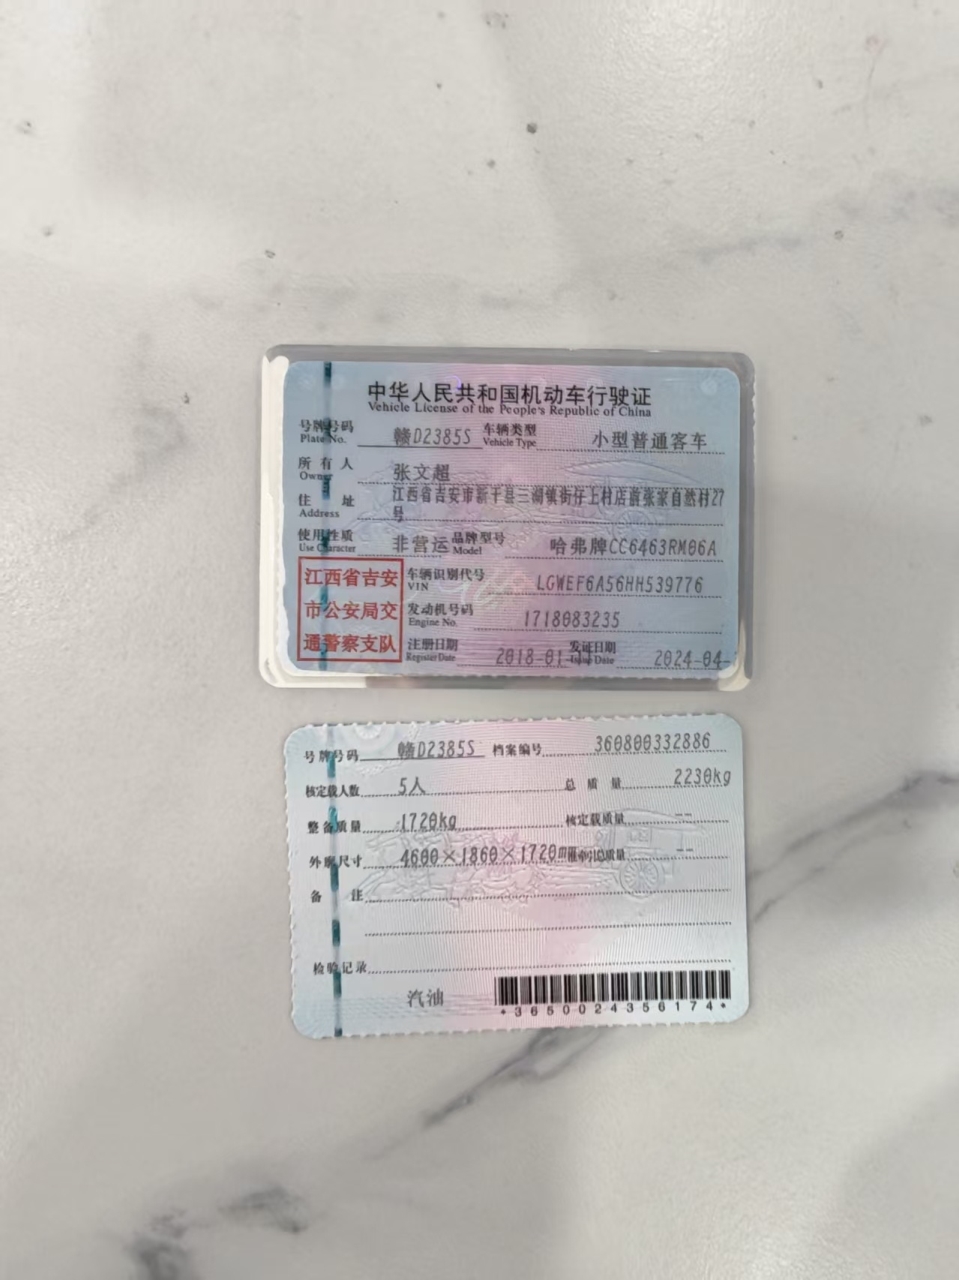 中华人民共和国机动车行驶证
Vehicle License of the People's Republic of China
号牌号码 赣D2385S 车辆类型 小型普通客车
Plate No. Vehicle Type
所有人 张文超
Owner
住址 江西省吉安市新干县三湖镇街仔上村店前张家自然村27
Address 号
使用性质 非营运 品牌型号 哈弗牌CC6463RM06A
Use Character Model
江西省吉安
市公安局交
通警察支队
车辆识别代号 LGWEF6A56HH539776
VIN
发动机号码 1718083235
Engine No.
注册日期 2018-01- 发证日期 2024-04-
Register Date Issue Date
号牌号码 赣D2385S 档案编号 360800332886
核定载人数 5人 总质量 2230kg
整备质量 1720kg 核定载质量 --
外廓尺寸 4600×1860×1720mm 质量 --
备注
检验记录
汽油
*3650024356174*